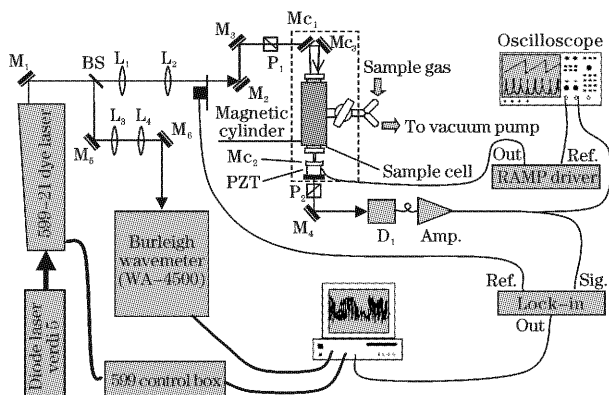 Mc₁
M₃
Mc₃
Oscilloscope
M₁
BS
L₁
L₂
P₁
Sample gas
M₂
Magnetic
cylinder
To vacuum pump
L₃
L₄
M₆
M₅
Out
Ref.
Mc₂
Sample cell
RAMP driver
PZT
P₂
599-21 dye laser
M₄
D₁
Amp.
Burleigh
wavemeter
(WA-4500)
Ref.
Sig.
Lock-in
Out
Diode laser
verdi 5
599 control box